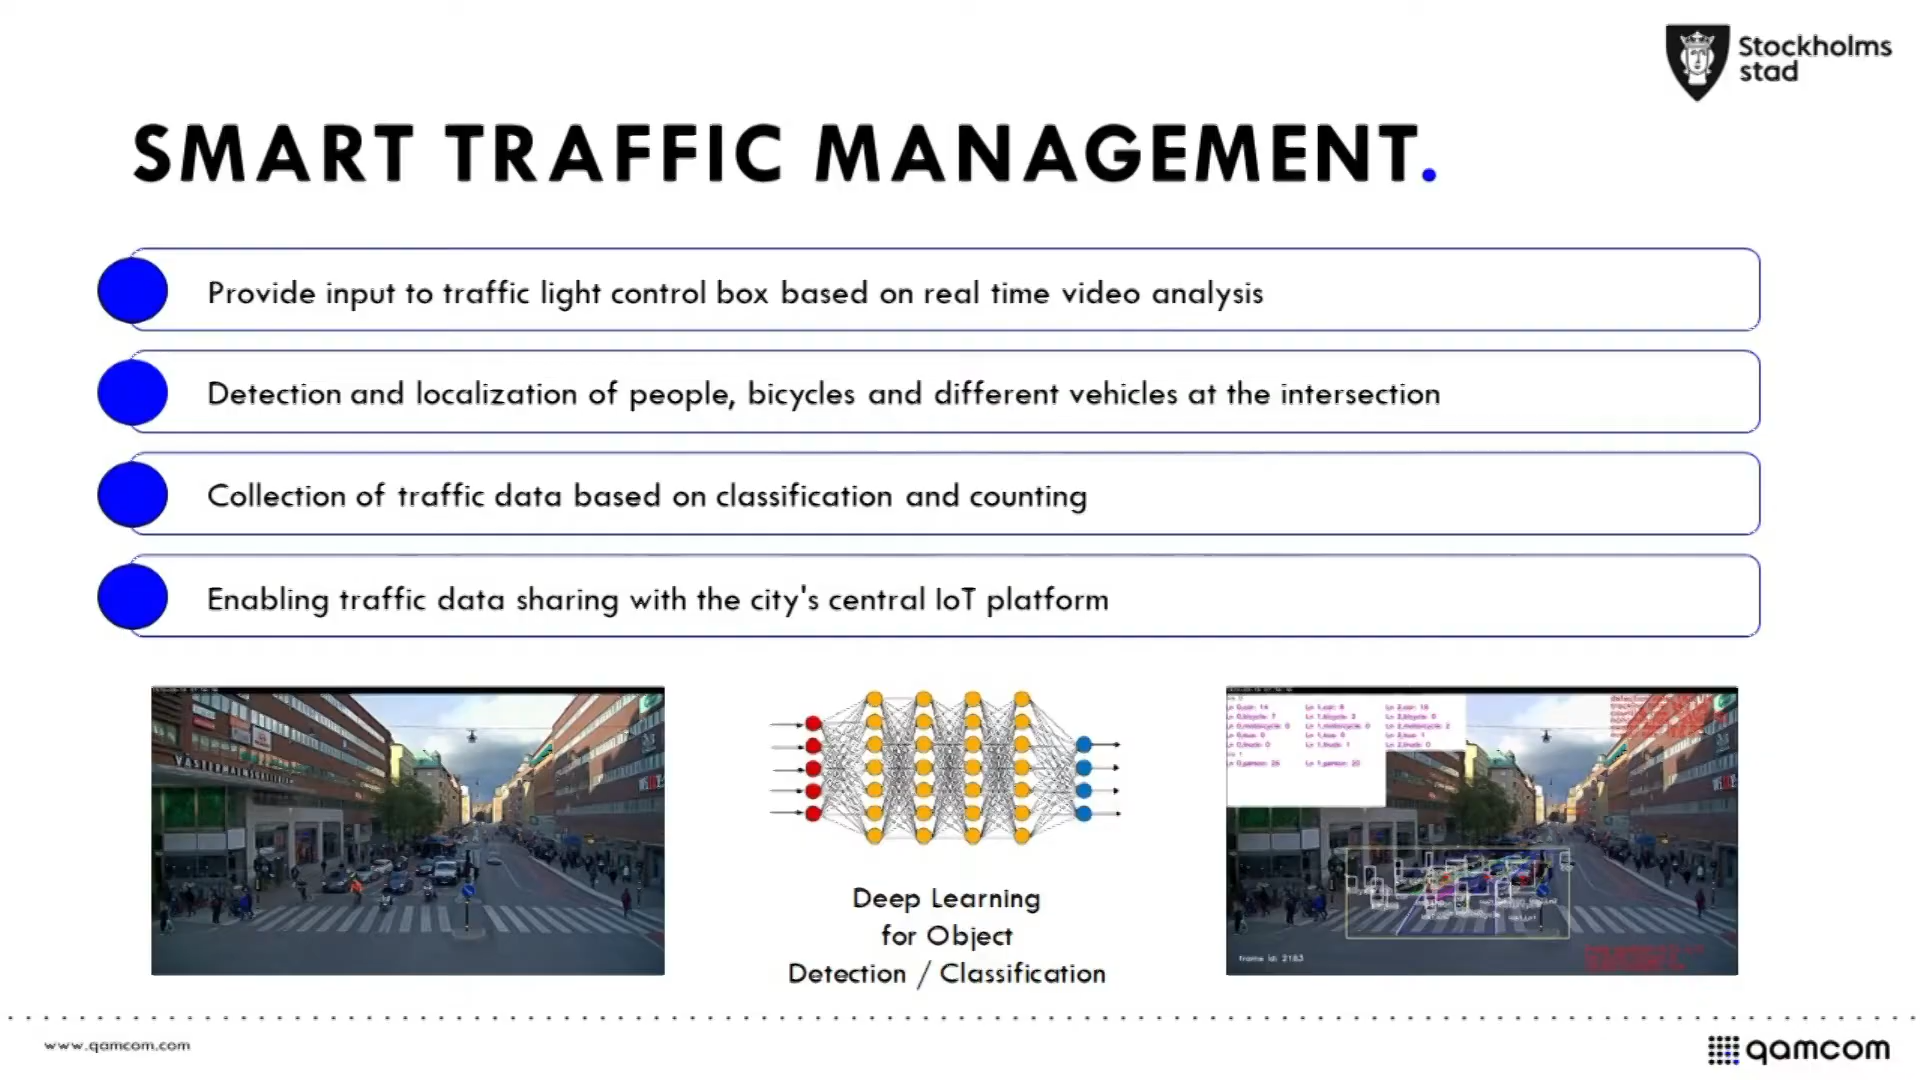 Stockholms
stad
SMART TRAFFIC MANAGEMENT.
Provide input to traffic light control box based on real time video analysis
Detection and localization of people, bicycles and different vehicles at the intersection
Collection of traffic data based on classification and counting
Enabling traffic data sharing with the city's central IoT platform
Deep Learning
for Object
Detection / Classification
frame id: 2183
www.qamcom.com
qamcom